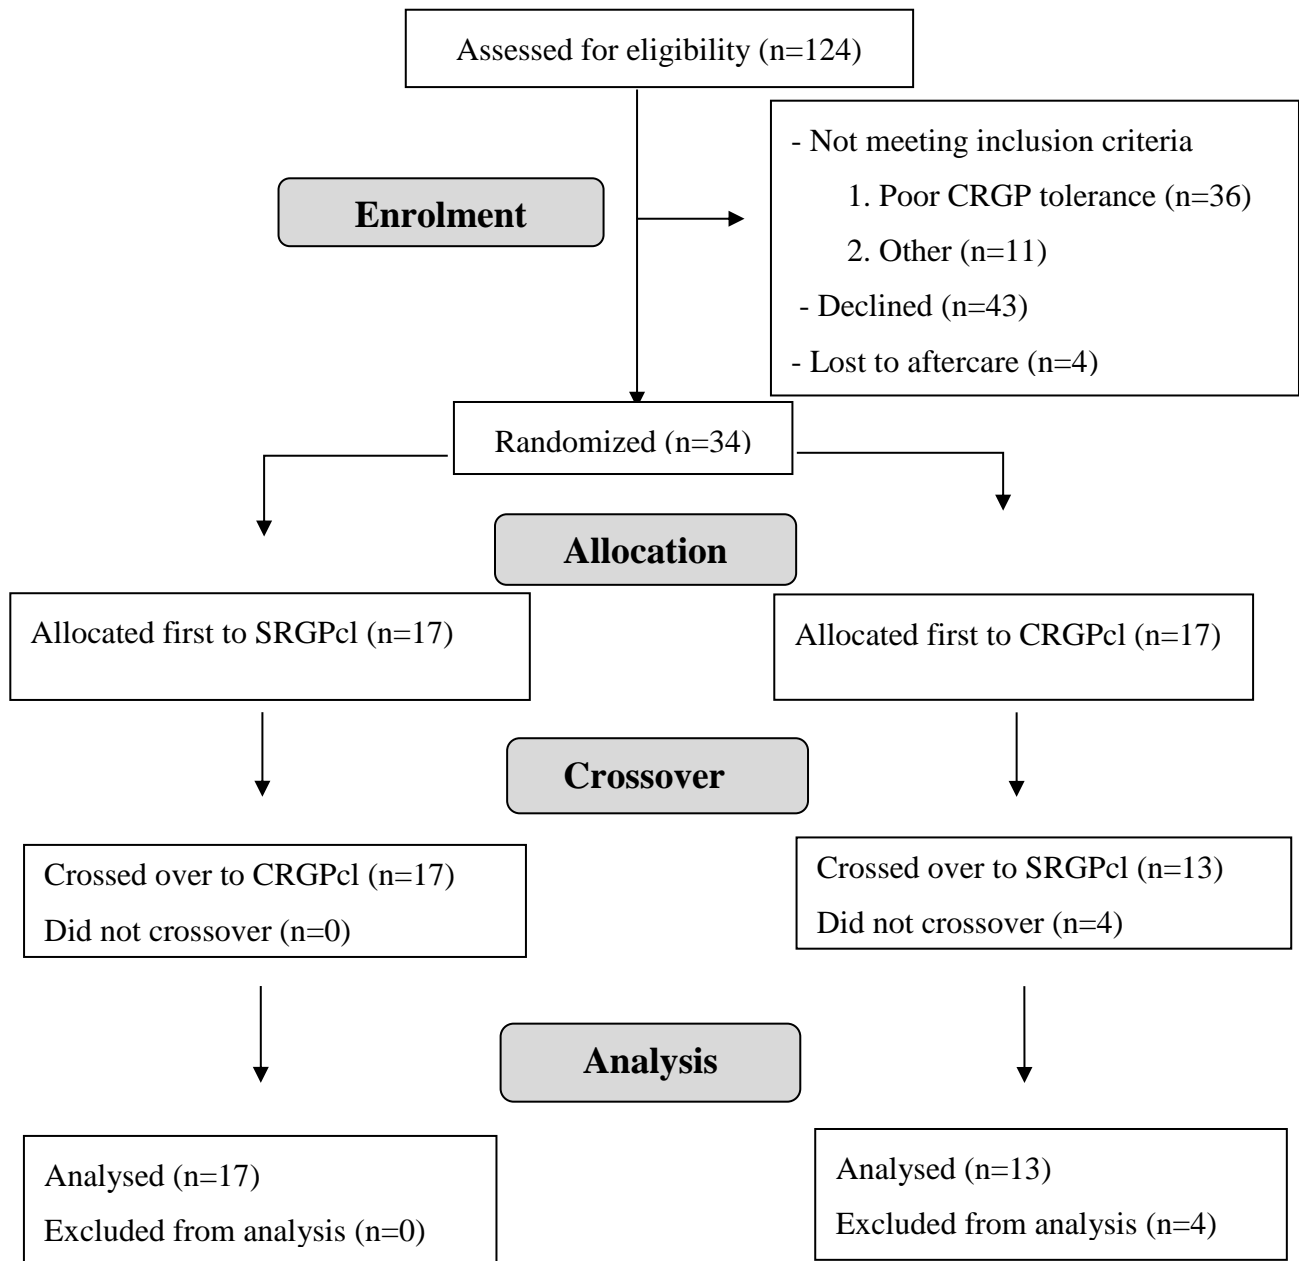 Assessed for eligibility (n=124)
- Not meeting inclusion criteria
1. Poor CRGP tolerance (n=36)
2. Other (n=11)
- Declined (n=43)
- Lost to aftercare (n=4)
Enrolment
Randomized (n=34)
Allocation
Allocated first to SRGPcl (n=17)
Allocated first to CRGPcl (n=17)
Crossover
Crossed over to CRGPcl (n=17)
Did not crossover (n=0)
Crossed over to SRGPcl (n=13)
Did not crossover (n=4)
Analysis
Analysed (n=17)
Excluded from analysis (n=0)
Analysed (n=13)
Excluded from analysis (n=4)